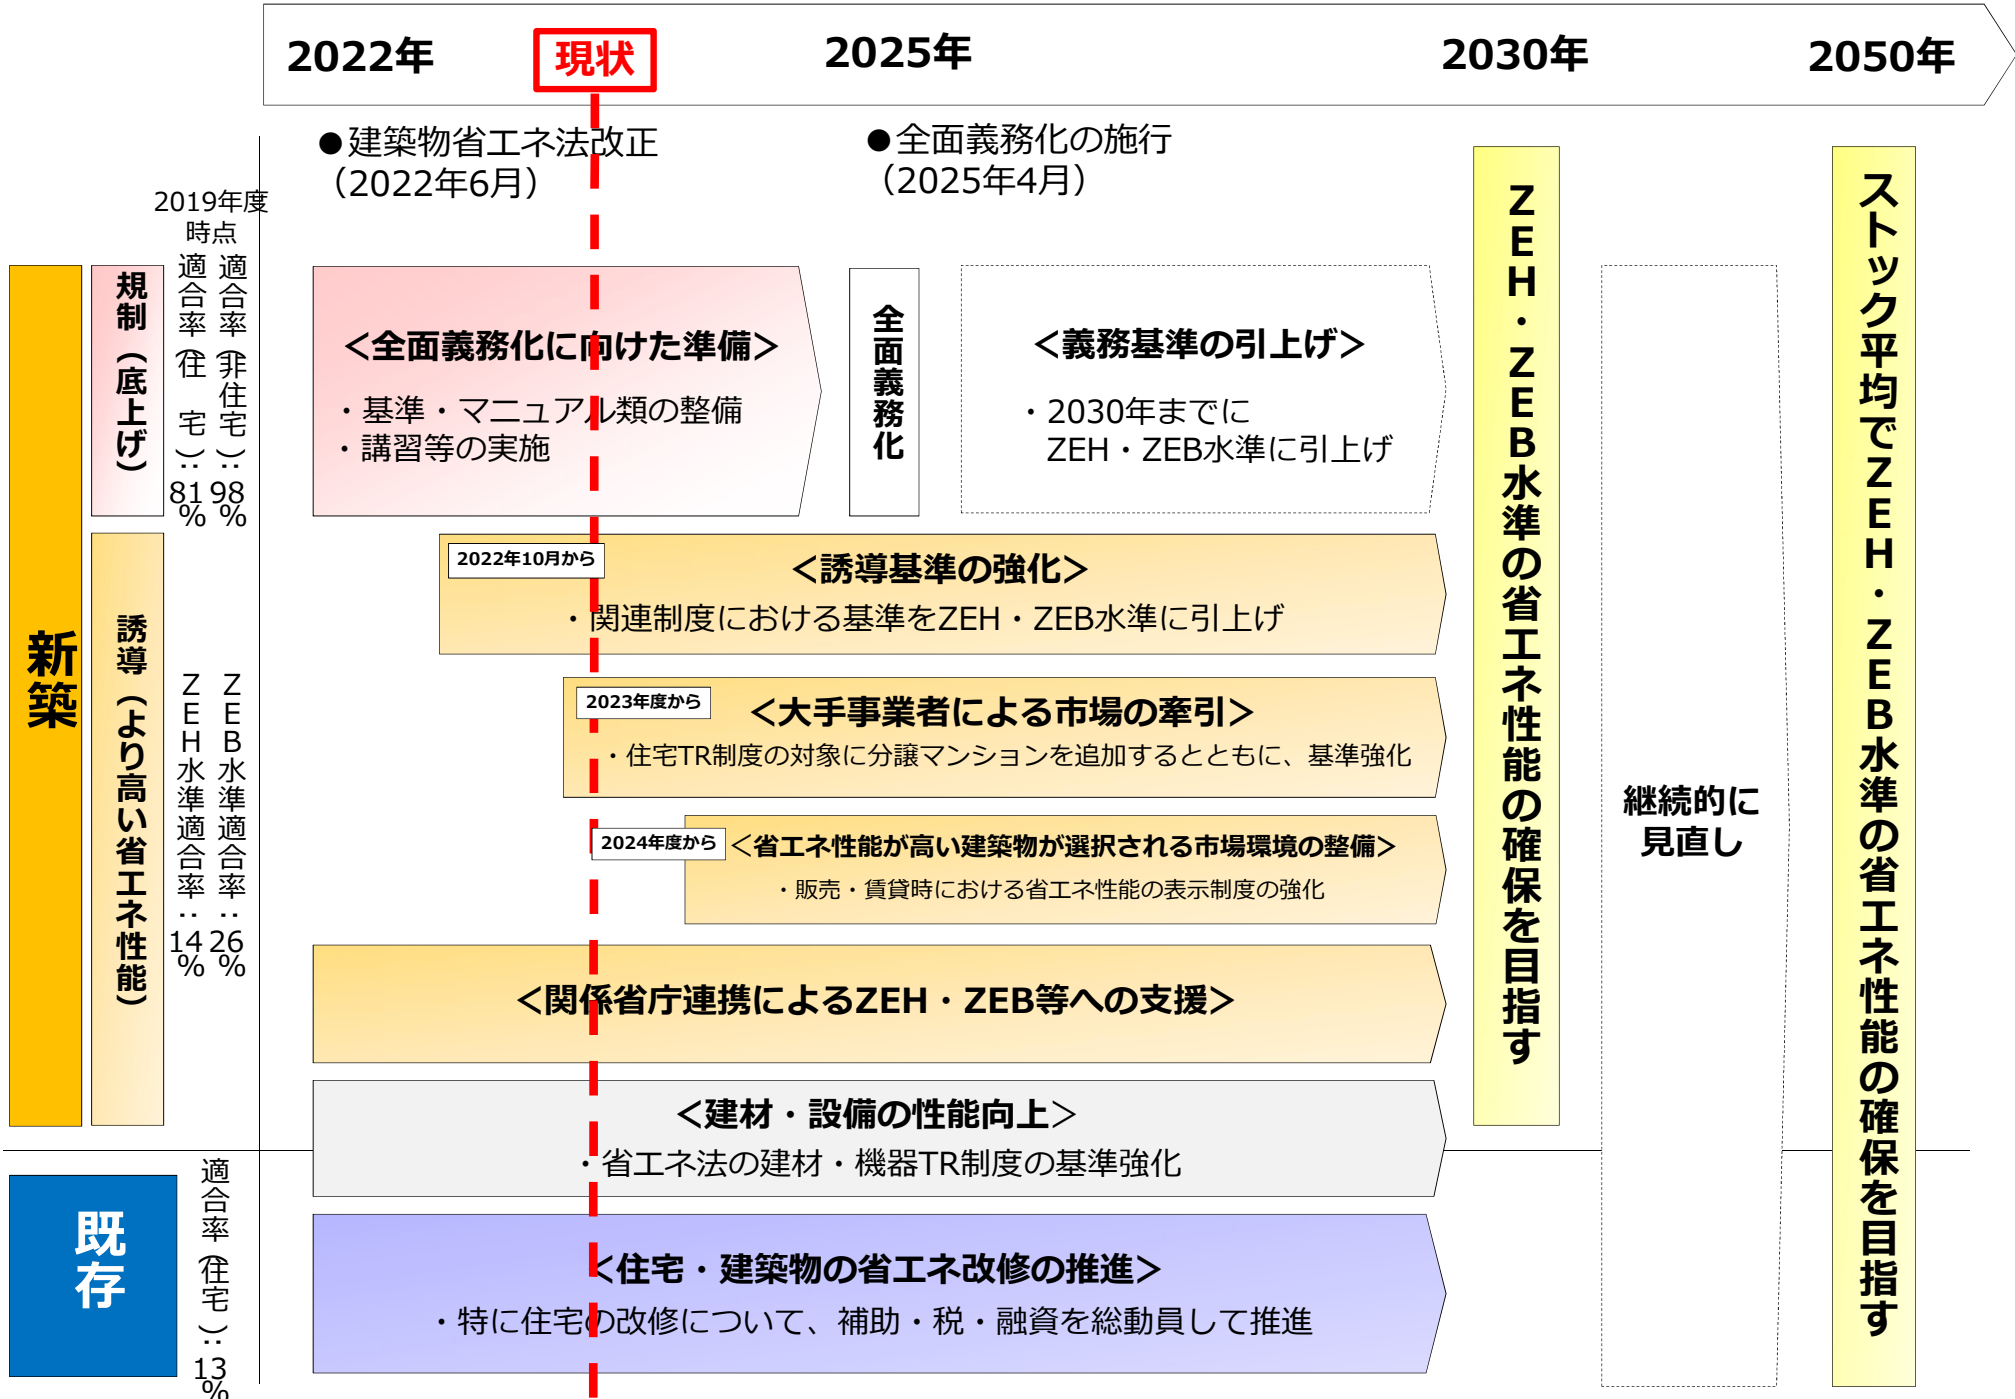 2022年
現状
2025年
2030年
2050年
●建築物省エネ法改正
（2022年6月）
●全面義務化の施行
（2025年4月）
2019年度
時点
新築
規制（底上げ）
適合率（住　宅）：81%
適合率（非住宅）：98%
＜全面義務化に向けた準備＞
・基準・マニュアル類の整備
・講習等の実施
全面義務化
＜義務基準の引上げ＞
・2030年までに
ZEH・ZEB水準に引上げ
誘導（より高い省エネ性能）
ZEH水準適合率：14%
ZEB水準適合率：26%
2022年10月から
＜誘導基準の強化＞
・関連制度における基準をZEH・ZEB水準に引上げ
2023年度から
＜大手事業者による市場の牽引＞
・住宅TR制度の対象に分譲マンションを追加するとともに、基準強化
2024年度から
＜省エネ性能が高い建築物が選択される市場環境の整備＞
・販売・賃貸時における省エネ性能の表示制度の強化
＜関係省庁連携によるZEH・ZEB等への支援＞
＜建材・設備の性能向上＞
・省エネ法の建材・機器TR制度の基準強化
既存
適合率（住宅）：13%
＜住宅・建築物の省エネ改修の推進＞
・特に住宅の改修について、補助・税・融資を総動員して推進
ZEH・ZEB水準の省エネ性能の確保を目指す
継続的に
見直し
ストック平均でZEH・ZEB水準の省エネ性能の確保を目指す